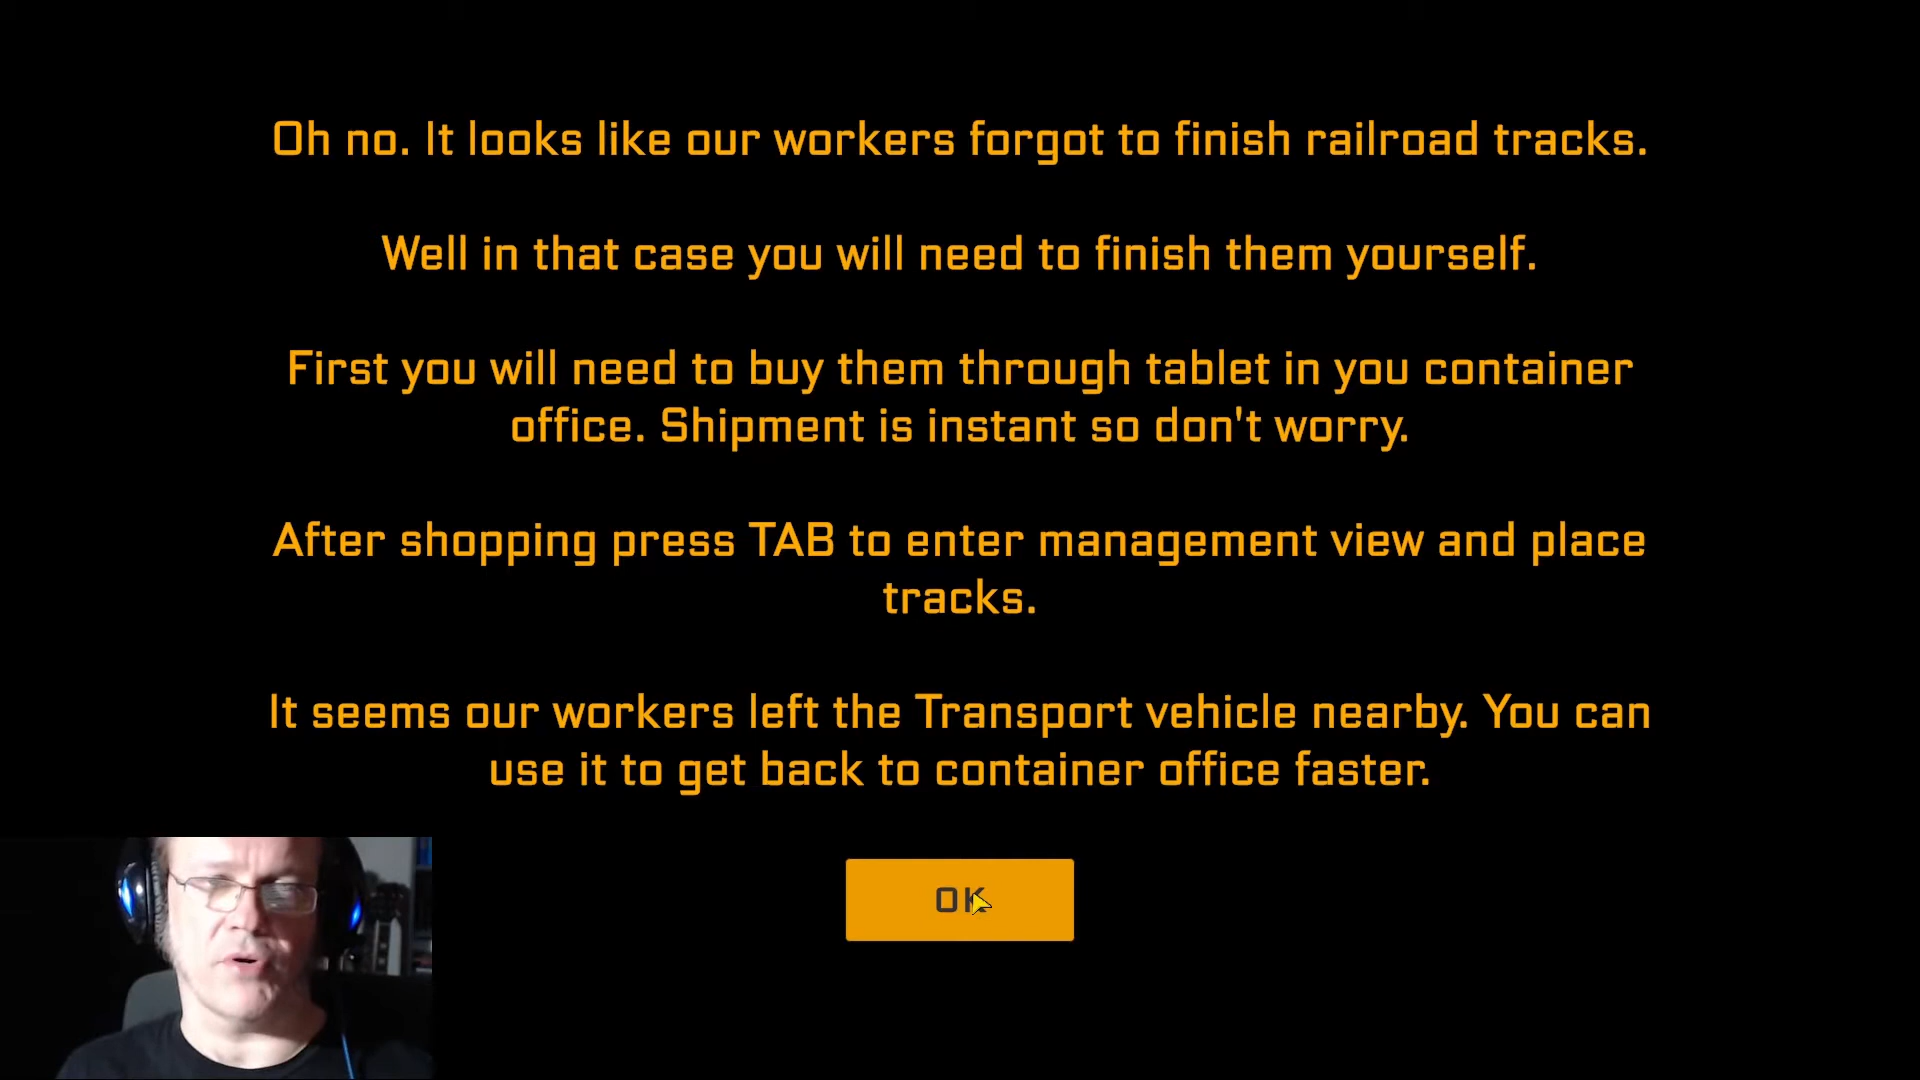 Oh no. It looks like our workers forgot to finish railroad tracks.
Well in that case you will need to finish them yourself.
First you will need to buy them through tablet in you container
office. Shipment is instant so don't worry.
After shopping press TAB to enter management view and place
tracks.
It seems our workers left the Transport vehicle nearby. You can
use it to get back to container office faster.
OK